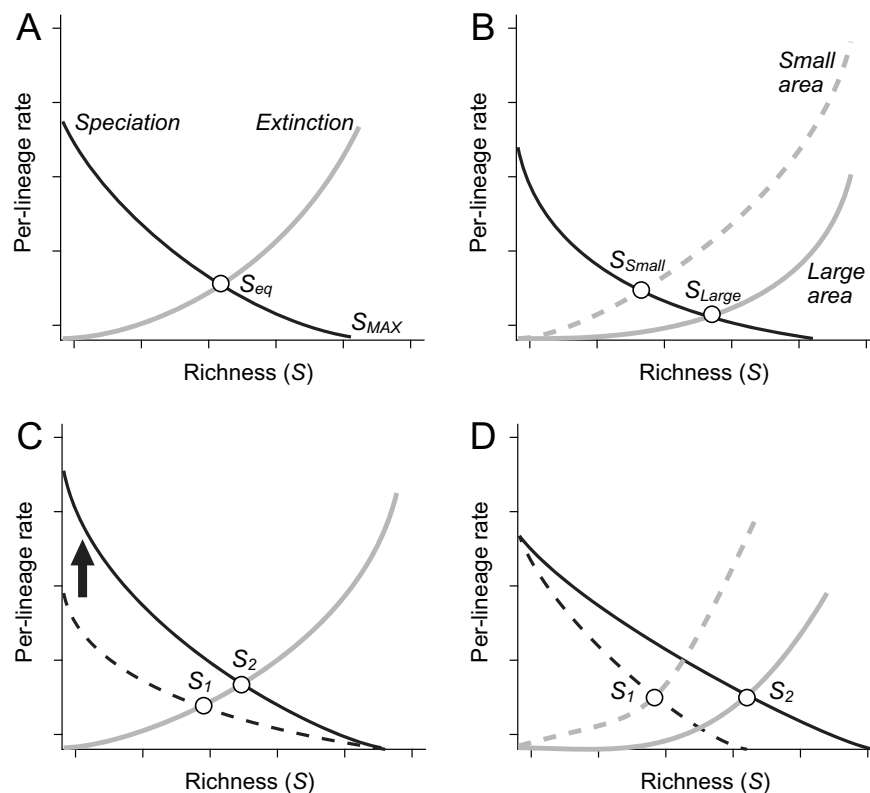 A
Per-lineage rate
Speciation
Extinction
S_eq
S_MAX
Richness (S)
B
Per-lineage rate
Small
area
S_Small
S_Large
Large
area
Richness (S)
C
Per-lineage rate
S_1
S_2
Richness (S)
D
Per-lineage rate
S_1
S_2
Richness (S)